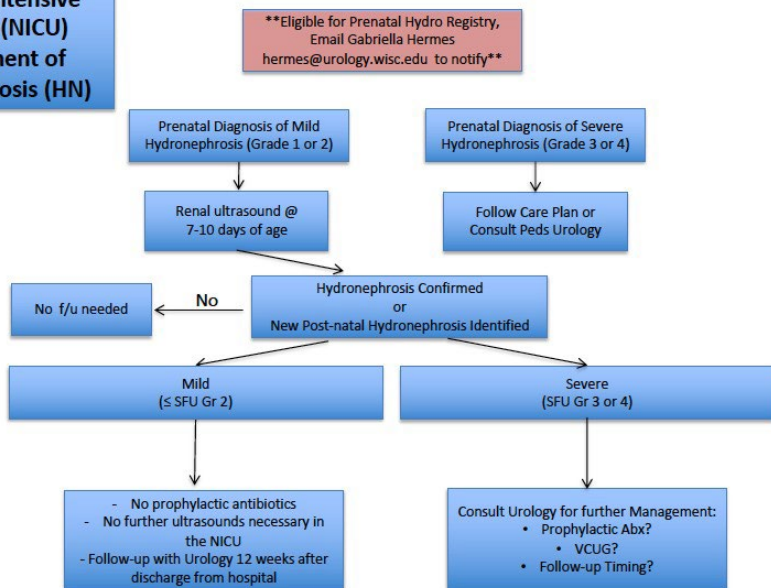 (NICU)
**Eligible for Prenatal Hydro Registry,
Email Gabriella Hermes
hermes@urology.wisc.edu to notify**
Prenatal Diagnosis of Mild
Hydronephrosis (Grade 1 or 2)
Prenatal Diagnosis of Severe
Hydronephrosis (Grade 3 or 4)
Renal ultrasound @
7-10 days of age
Follow Care Plan or
Consult Peds Urology
Hydronephrosis Confirmed
or
New Post-natal Hydronephrosis Identified
No
No f/u needed
Mild
(≤ SFU Gr 2)
Severe
(SFU Gr 3 or 4)
- No prophylactic antibiotics
- No further ultrasounds necessary in
the NICU
- Follow-up with Urology 12 weeks after
discharge from hospital
Consult Urology for further Management:
• Prophylactic Abx?
• VCUG?
• Follow-up Timing?